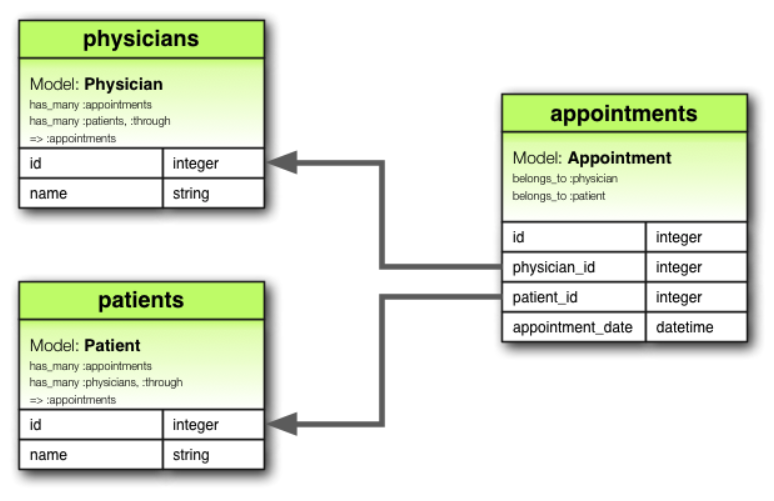 physicians
Model: Physician
has_many :appointments
has_many :patients, :through
=> :appointments
id integer
name string
appointments
Model: Appointment
belongs_to :physician
belongs_to :patient
id integer
physician_id integer
patient_id integer
appointment_date datetime
patients
Model: Patient
has_many :appointments
has_many :physicians, :through
=> :appointments
id integer
name string